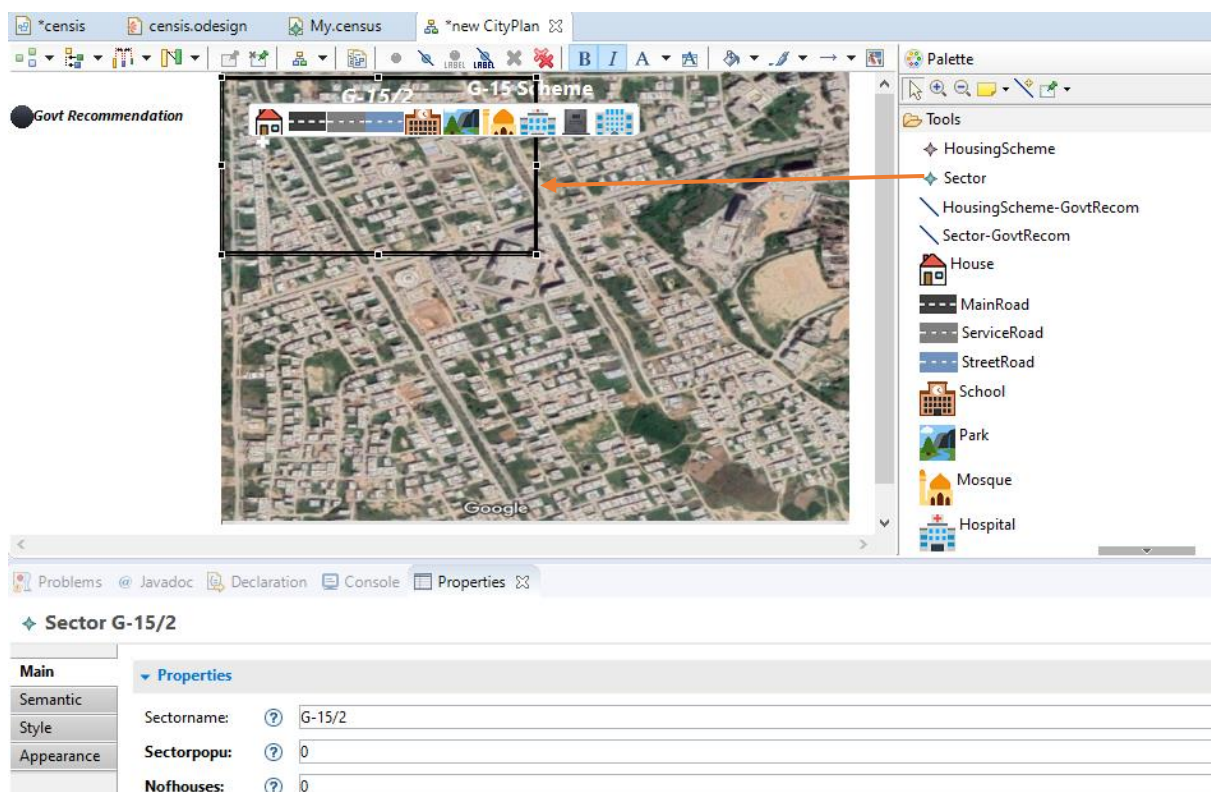 *censis censis.odesign My.census *new CityPlan
LABEL LABEL B I A
Palette
G-15/2 G-15 Scheme
Govt Recommendation
Tools
HousingScheme
Sector
HousingScheme-GovtRecom
Sector-GovtRecom
House
MainRoad
ServiceRoad
StreetRoad
School
Park
Mosque
Hospital
Google
Problems @ Javadoc Declaration Console Properties
Sector G-15/2
Main
Semantic
Style
Appearance
Properties
Sectorname: G-15/2
Sectorpopu: 0
Nofhouses: 0